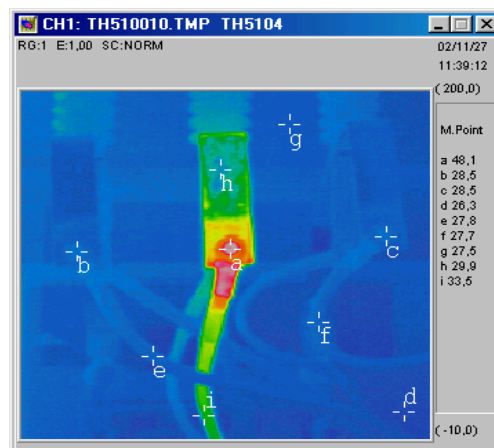 CH1: TH510010.TMP TH5104
RG:1 E:1,00 SC:NORM
02/11/27
11:39:12
( 200,0)
M.Point
a 48,1
b 28,5
c 28,5
d 26,3
e 27,8
f 27,7
g 27,5
h 29,9
i 33,5
( -10,0)
g
h
b
a
c
f
e
i
d